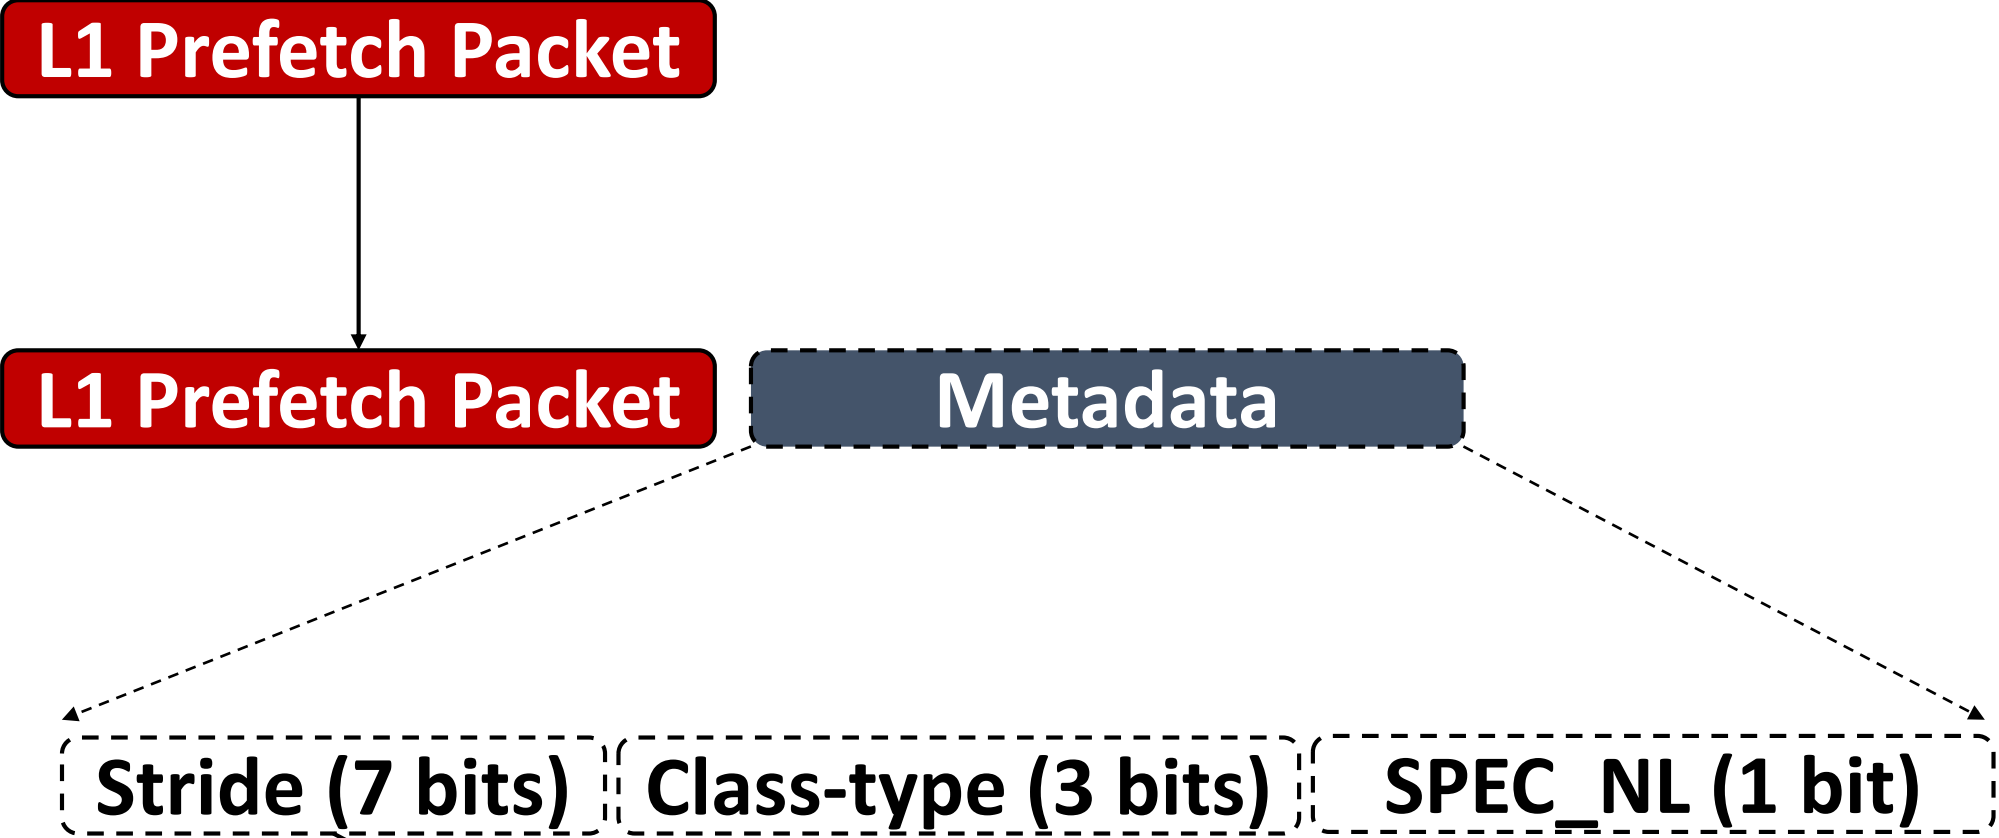 L1 Prefetch Packet
L1 Prefetch Packet
Metadata
Stride (7 bits)
Class-type (3 bits)
SPEC_NL (1 bit)